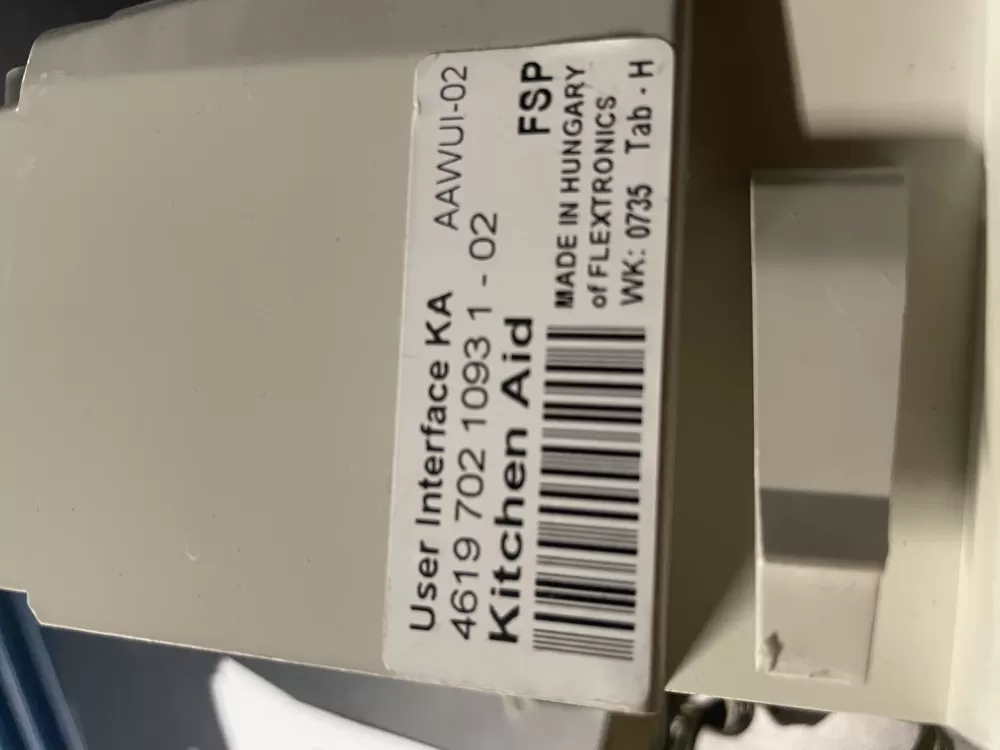 User Interface KA AAWUI-02
4619 702 1093 1 - 02
Kitchen Aid FSP
MADE IN HUNGARY
of FLEXTRONICS
WK: 0735 Tab - H